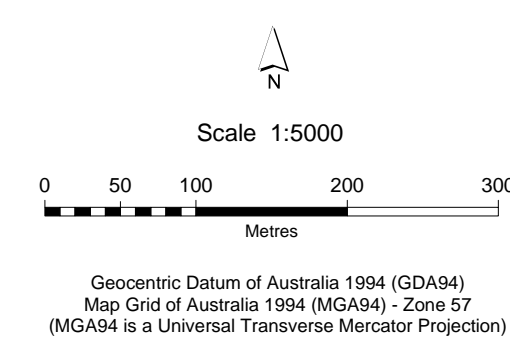 N
Scale 1:5000
0 50 100 200 300
Metres
Geocentric Datum of Australia 1994 (GDA94)
Map Grid of Australia 1994 (MGA94) - Zone 57
(MGA94 is a Universal Transverse Mercator Projection)